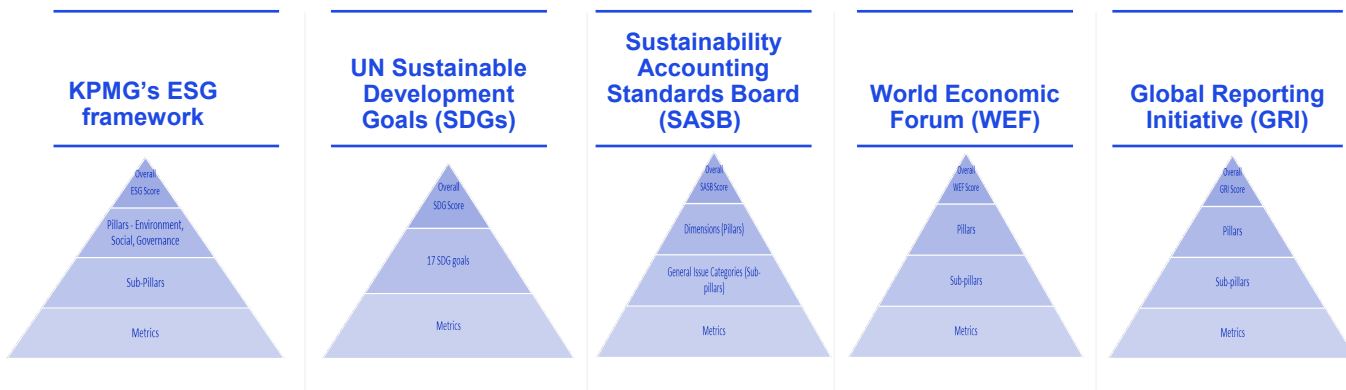 KPMG’s ESG
framework
Overall
ESG Score
Pillars - Environment,
Social, Governance
Sub-Pillars
Metrics
UN Sustainable
Development
Goals (SDGs)
Overall
SDG Score
17 SDG goals
Metrics
Sustainability
Accounting
Standards Board
(SASB)
Overall
SASB Score
Dimensions (Pillars)
General Issue Categories (Sub-
pillars)
Metrics
World Economic
Forum (WEF)
Overall
WEF Score
Pillars
Sub-pillars
Metrics
Global Reporting
Initiative (GRI)
Overall
GRI Score
Pillars
Sub-pillars
Metrics